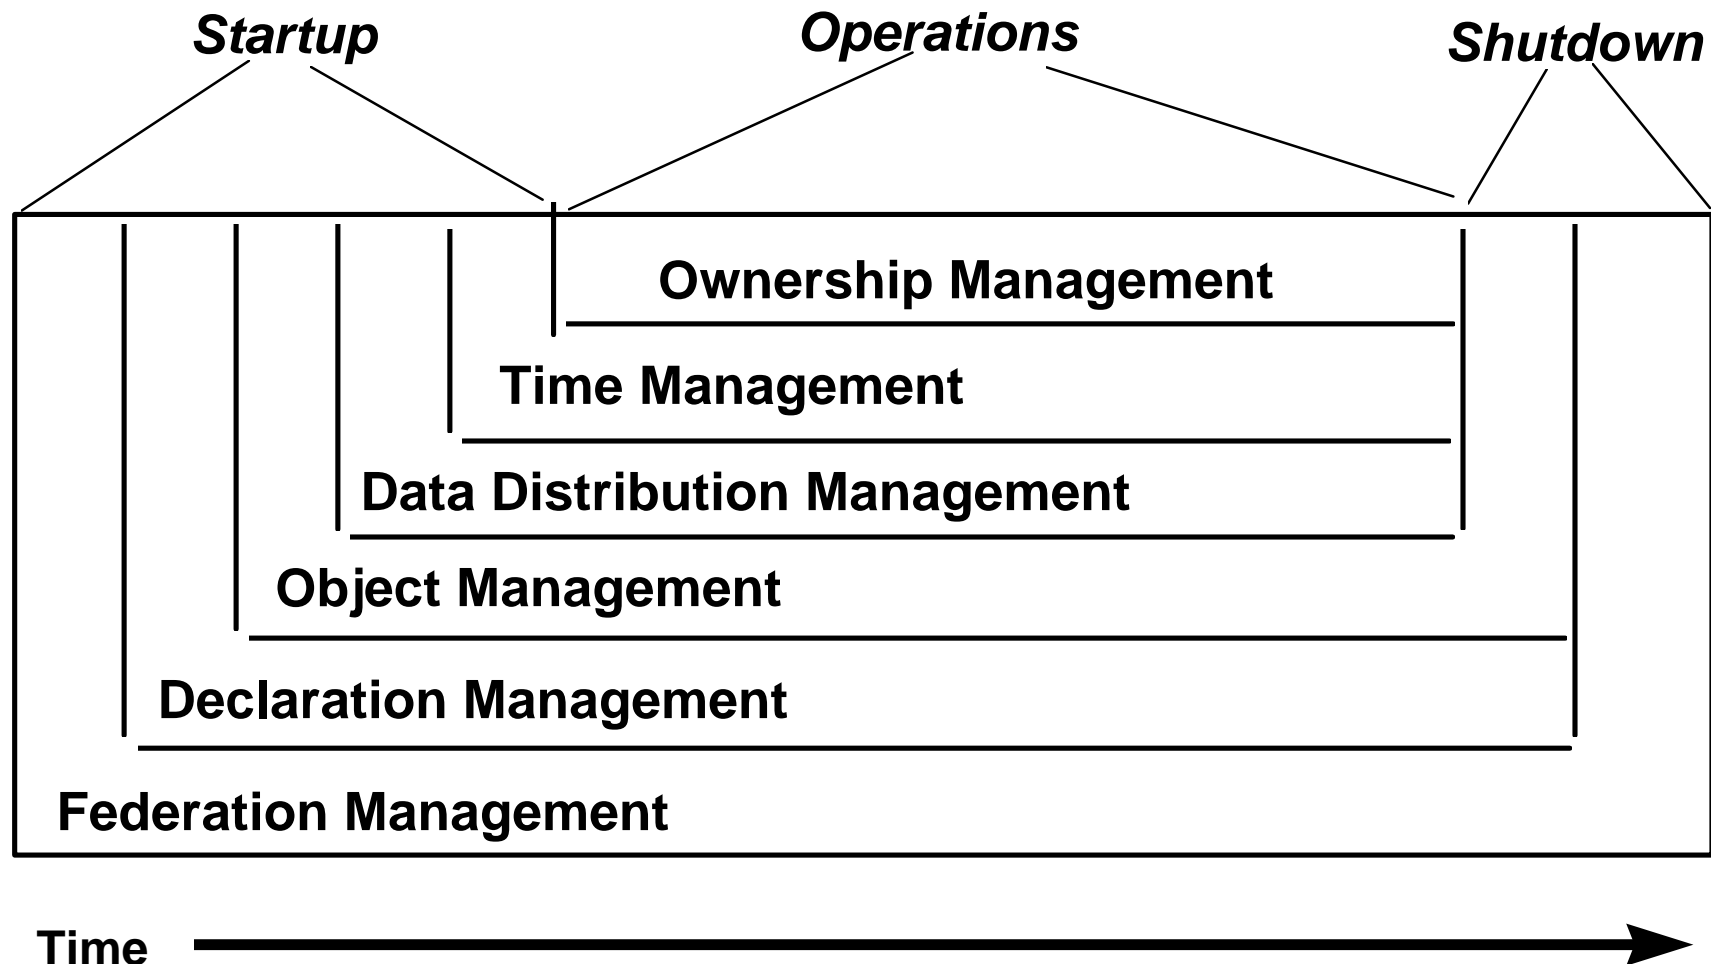 Startup Operations Shutdown
Ownership Management
Time Management
Data Distribution Management
Object Management
Declaration Management
Federation Management
Time